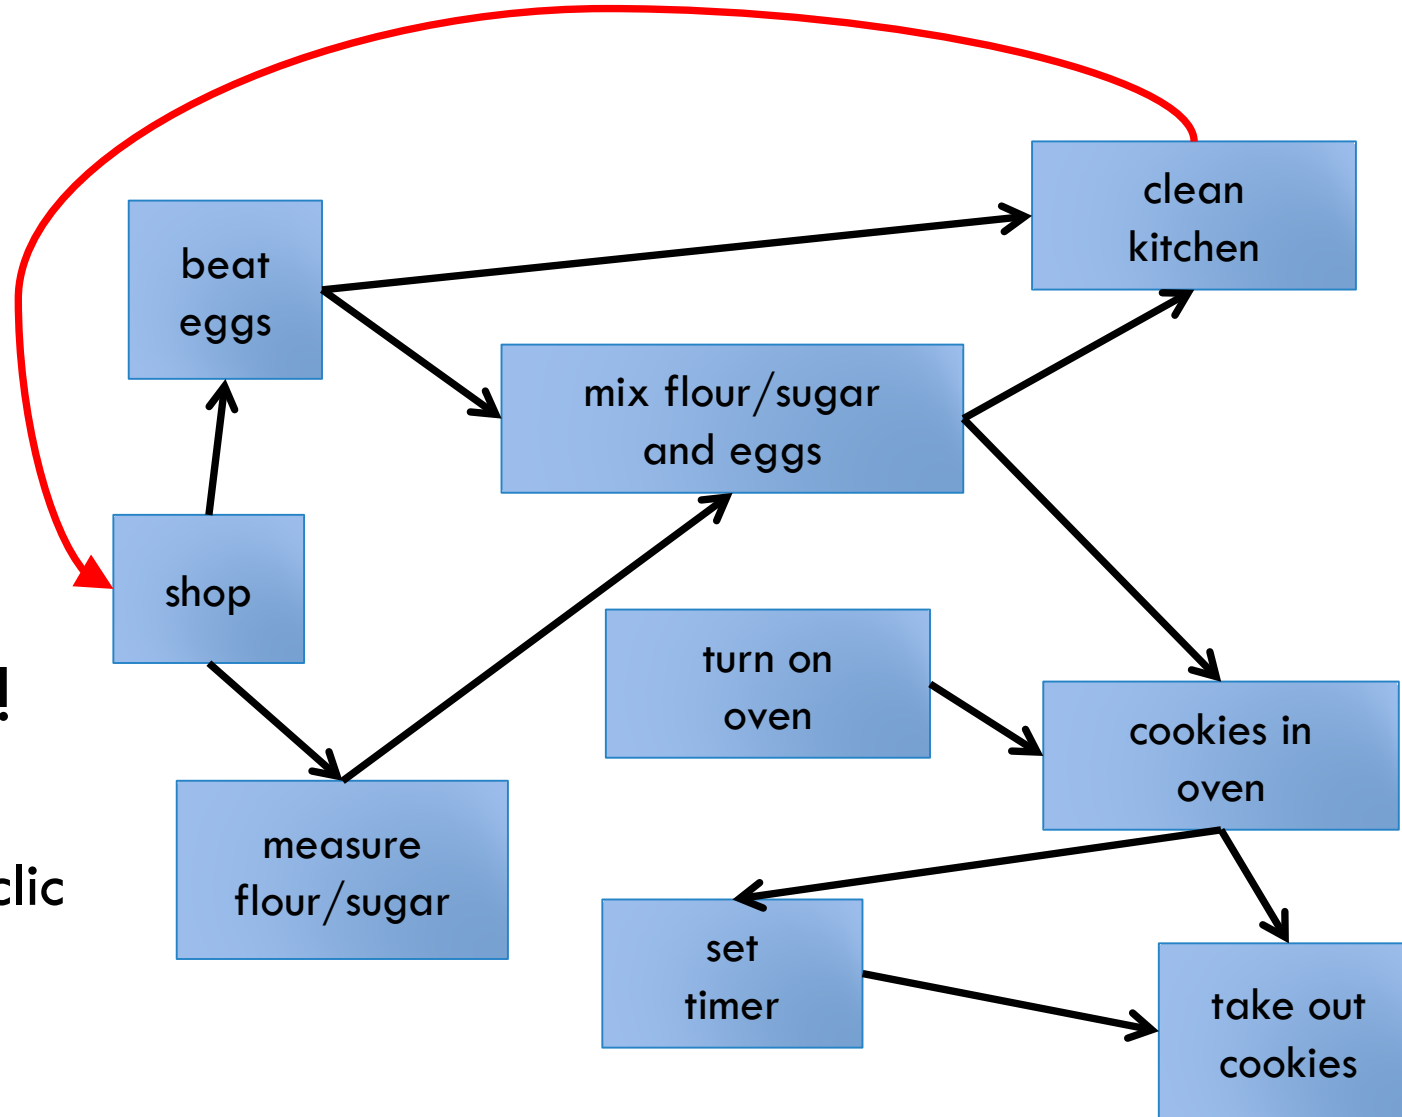 clean
kitchen
beat
eggs
mix flour/sugar
and eggs
shop
turn on
oven
!
cookies in
oven
measure
flour/sugar
clic
set
timer
take out
cookies